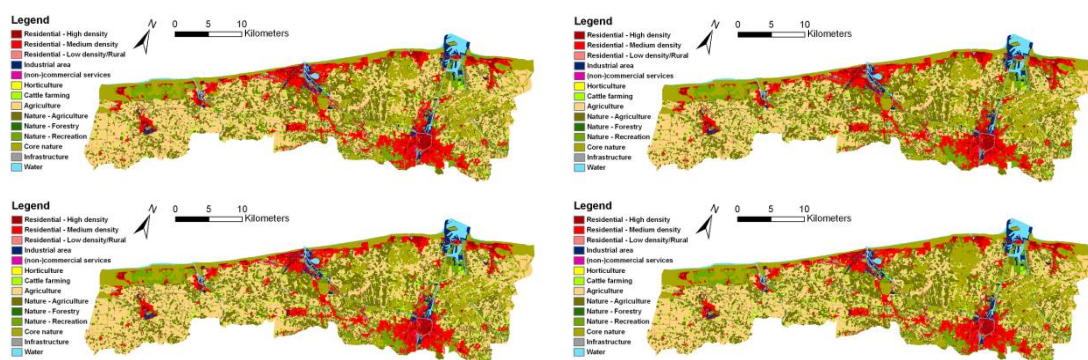 Legend
0 5 10
Kilometers
N
Residential - High density
Residential - Medium density
Residential - Low density/Rural
Industrial area
(non-)commercial services
Horticulture
Cattle farming
Agriculture
Nature - Agriculture
Nature - Forestry
Nature - Recreation
Core nature
Infrastructure
Water
Legend
0 5 10
Kilometers
N
Residential - High density
Residential - Medium density
Residential - Low density/Rural
Industrial area
(non-)commercial services
Horticulture
Cattle farming
Agriculture
Nature - Agriculture
Nature - Forestry
Nature - Recreation
Core nature
Infrastructure
Water
Legend
0 5 10
Kilometers
N
Residential - High density
Residential - Medium density
Residential - Low density/Rural
Industrial area
(non-)commercial services
Horticulture
Cattle farming
Agriculture
Nature - Agriculture
Nature - Forestry
Nature - Recreation
Core nature
Infrastructure
Water
Legend
0 5 10
Kilometers
N
Residential - High density
Residential - Medium density
Residential - Low density/Rural
Industrial area
(non-)commercial services
Horticulture
Cattle farming
Agriculture
Nature - Agriculture
Nature - Forestry
Nature - Recreation
Core nature
Infrastructure
Water